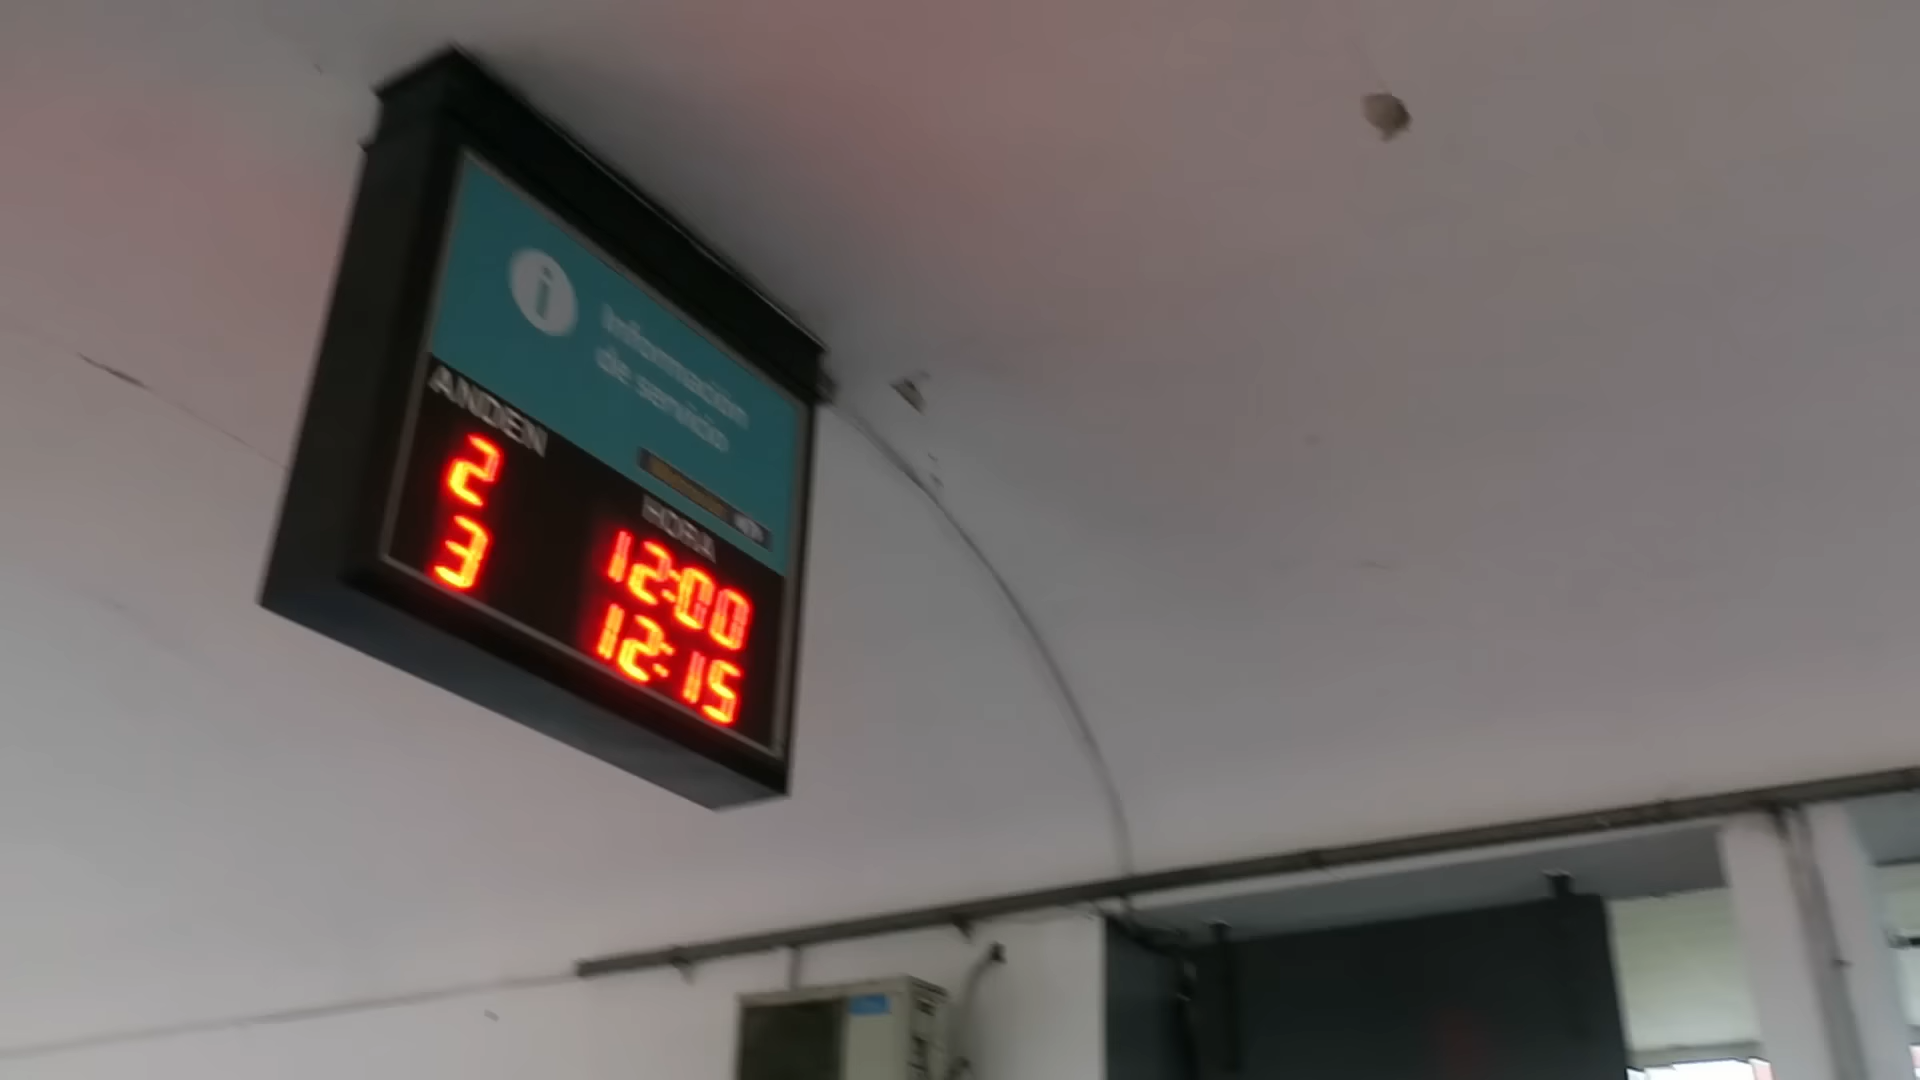 i
Información
de servicio
ANDEN
HORA
2 12:00
3 12:15